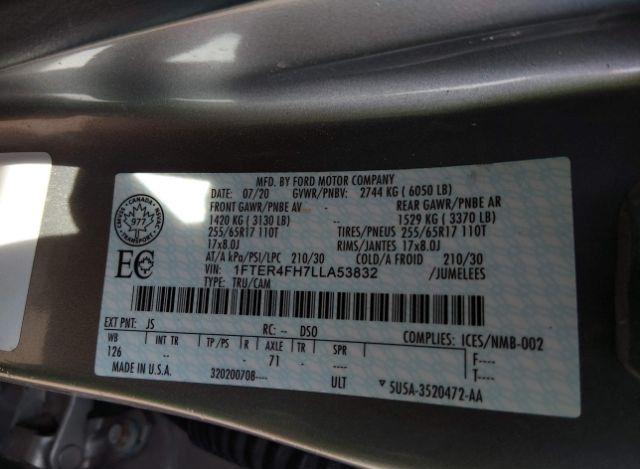 MFD. BY FORD MOTOR COMPANY
DATE: 07/20 GVWR/PNBV: 2744 KG ( 6050 LB)
FRONT GAWR/PNBE AV REAR GAWR/PNBE AR
1420 KG ( 3130 LB) -- 1529 KG ( 3370 LB)
255/65R17 110T TIRES/PNEUS 255/65R17 110T
17x8.0J RIMS/JANTES 17x8.0J
AT/A kPa/PSI/LPC 210/30 COLD/A FROID 210/30
VIN: 1FTER4FH7LLA53832 /JUMELEES
TYPE: TRU/CAM
CANADA
977
TRANSPORT
EC
EXT PNT: JS RC: -- DSO COMPLIES: ICES/NMB-002
WB INT TR TP/PS R AXLE TR SPR F----
126 -- -- 71 -- F----
MADE IN U.S.A. 320200708---- ULT SU5A-3520472-AA